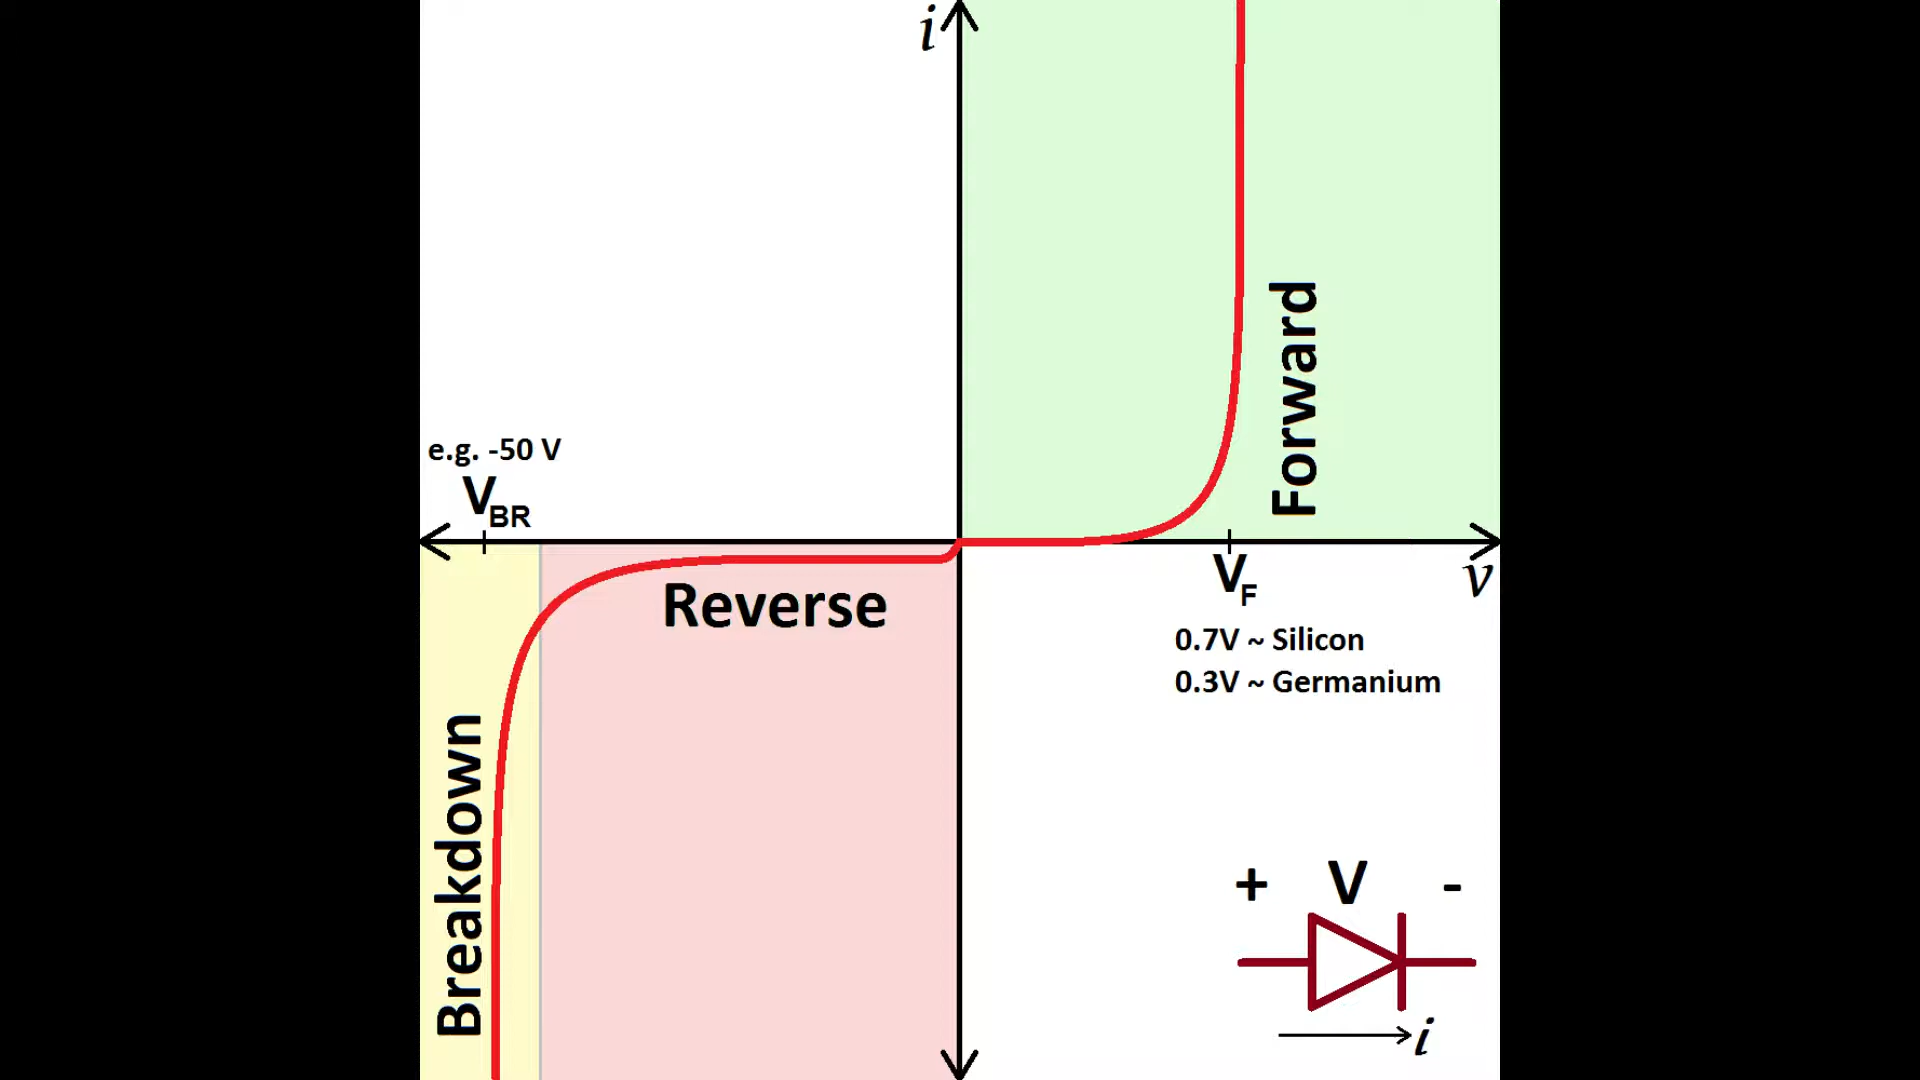 i
Forward
e.g. -50 V
VBR
v
VF
Reverse
0.7V ~ Silicon
0.3V ~ Germanium
Breakdown
+ V -
i